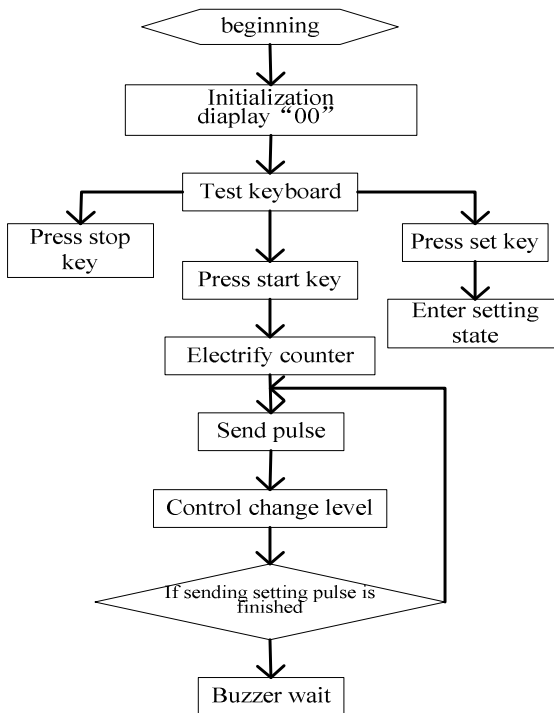 beginning
Initialization
diaplay “00”
Test keyboard
Press stop
key
Press start key
Press set key
Enter setting
state
Electrify counter
Send pulse
Control change level
If sending setting pulse is
finished
Buzzer wait